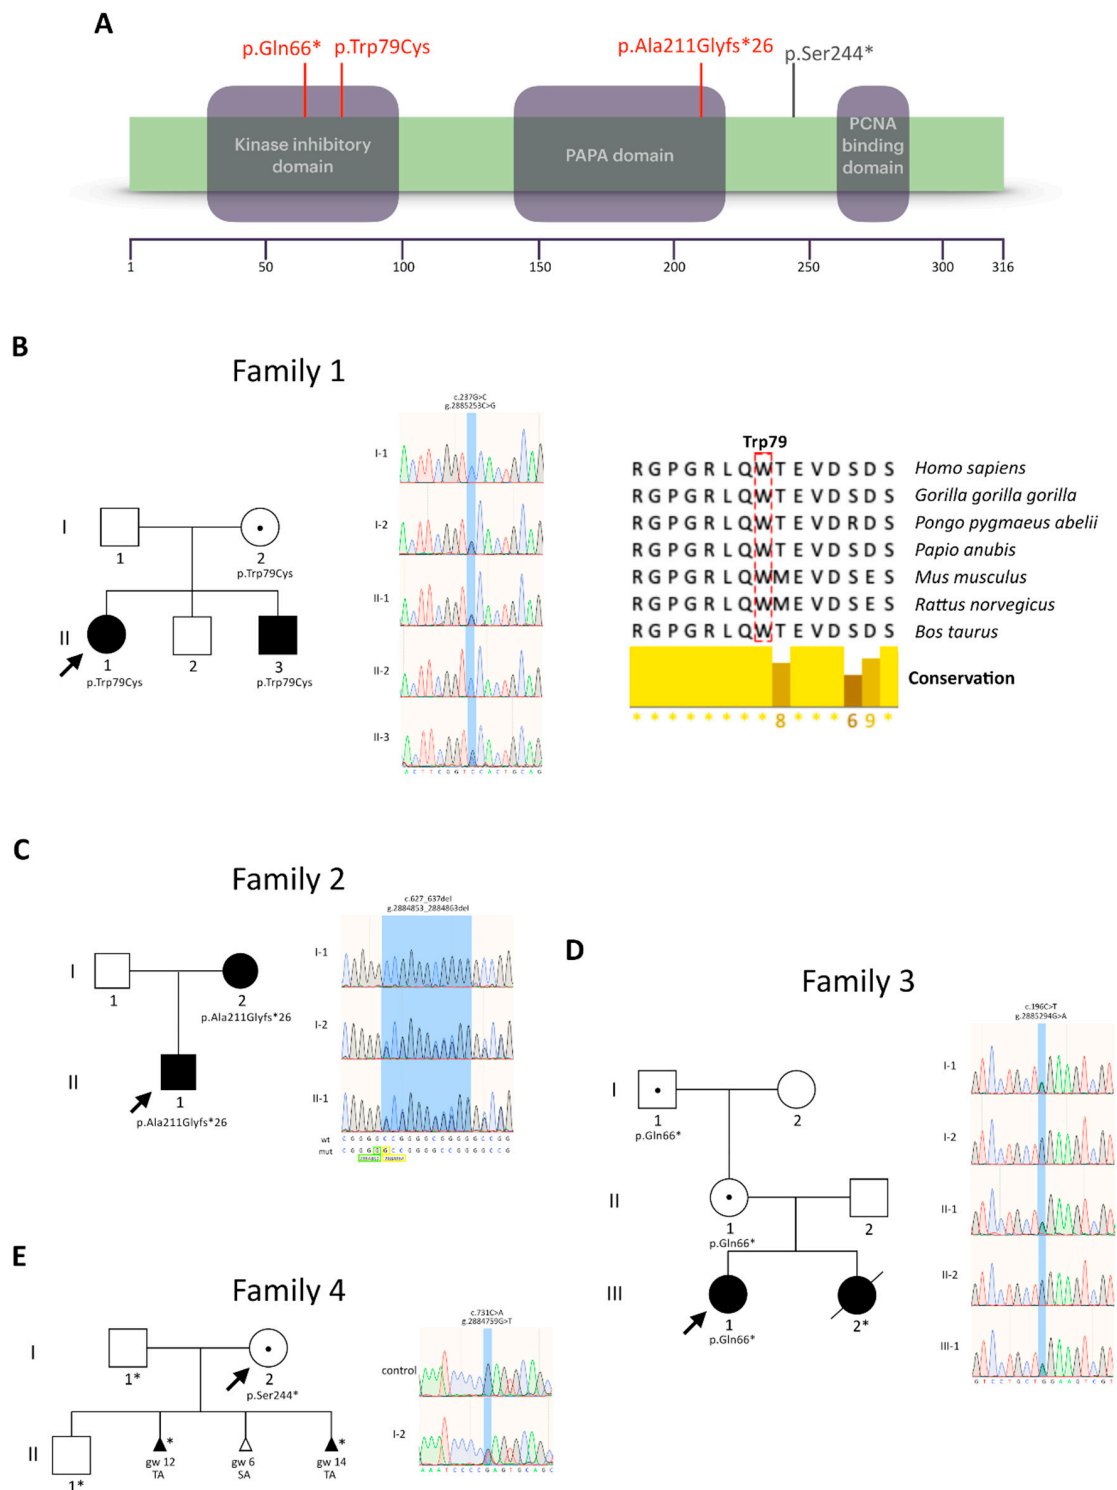 A
p.Gln66*
p.Trp79Cys
p.Ala211Glyfs*26
p.Ser244*
Kinase inhibitory
domain
PAPA domain
PCNA
binding
domain
1 50 100 150 200 250 300 316
B
Family 1
c.237G>C
g.2885253C>G
I-1
I-2
II-1
II-2
II-3
A C T T C G G T C C A C T G C A G
I
1
2
p.Trp79Cys
II
1
p.Trp79Cys
2
3
p.Trp79Cys
Trp79
R G P G R L Q W T E V D S D S Homo sapiens
R G P G R L Q W T E V D S D S Gorilla gorilla gorilla
R G P G R L Q W T E V D R D S Pongo pygmaeus abelii
R G P G R L Q W T E V D S D S Papio anubis
R G P G R L Q W M E V D S E S Mus musculus
R G P G R L Q W M E V D S E S Rattus norvegicus
R G P G R L Q W T E V D S D S Bos taurus
Conservation
* * * * * * * * 8 * * * 6 9 *
C
Family 2
c.627_637del
g.2884853_2884863del
I-1
I-2
II-1
wt C G G G G C C G G G G C G G G G G C C G G
mut C G G G G G C C G G G G C C G G G G C C G
I
1
2
p.Ala211Glyfs*26
II
1
p.Ala211Glyfs*26
D
Family 3
c.196C>T
g.2885294G>A
I-1
I-2
II-1
II-2
III-1
G T C C T G C T G G A A G T C G T
I
1
p.Gln66*
2
II
1
p.Gln66*
2
III
1
p.Gln66*
2*
E
Family 4
c.731C>A
g.2884759G>T
control
I-2
A A A T C C C C G A G T G C A G C
I
1*
2
p.Ser244*
II
1*
*
gw 12
TA
gw 6
SA
*
gw 14
TA